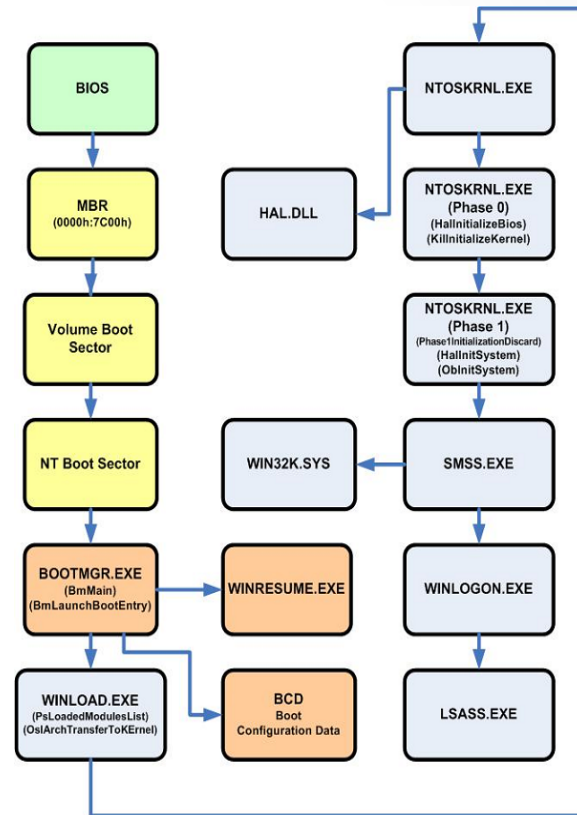 BIOS
MBR
(0000h:7C00h)
Volume Boot
Sector
NT Boot Sector
BOOTMGR.EXE
(BmMain)
(BmLaunchBootEntry)
WINLOAD.EXE
(PsLoadedModulesList)
(OslArchTransferToKErnel)
HAL.DLL
WIN32K.SYS
WINRESUME.EXE
BCD
Boot
Configuration Data
NTOSKRNL.EXE
NTOSKRNL.EXE
(Phase 0)
(HalInitializeBios)
(KilInitializeKernel)
NTOSKRNL.EXE
(Phase 1)
(Phase1InitializationDiscard)
(HalInitSystem)
(ObInitSystem)
SMSS.EXE
WINLOGON.EXE
LSASS.EXE